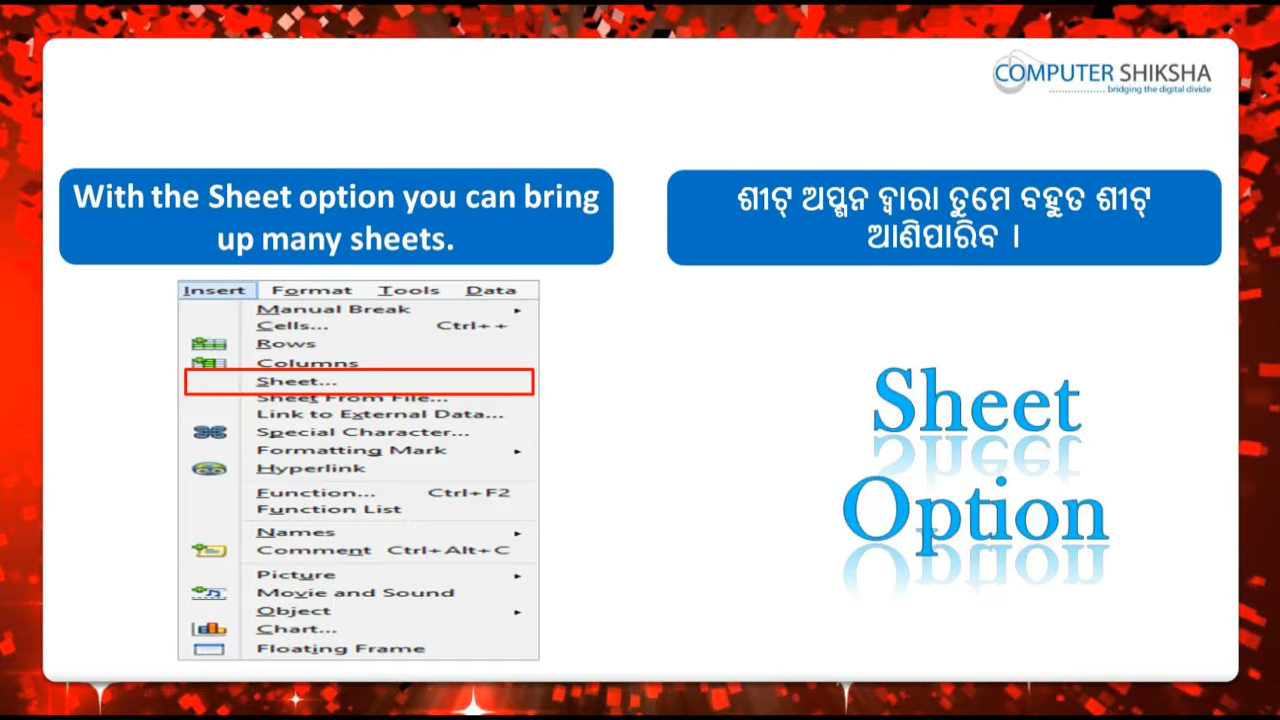 COMPUTER SHIKSHA
bridging the digital divide
With the Sheet option you can bring
up many sheets.
ଶୀଟ୍ ଅପ୍ଶନ ଦ୍ଵାରା ତୁମେ ବହୁତ ଶୀଟ୍
ଆଣିପାରିବ ।
Insert Format Tools Data
Manual Break
Cells... Ctrl++
Rows
Columns
Sheet...
Sheet From File...
Link to External Data...
Special Character...
Formatting Mark
Hyperlink
Function... Ctrl+F2
Function List
Names
Comment Ctrl+Alt+C
Picture
Movie and Sound
Object
Chart...
Floating Frame
Sheet
Option